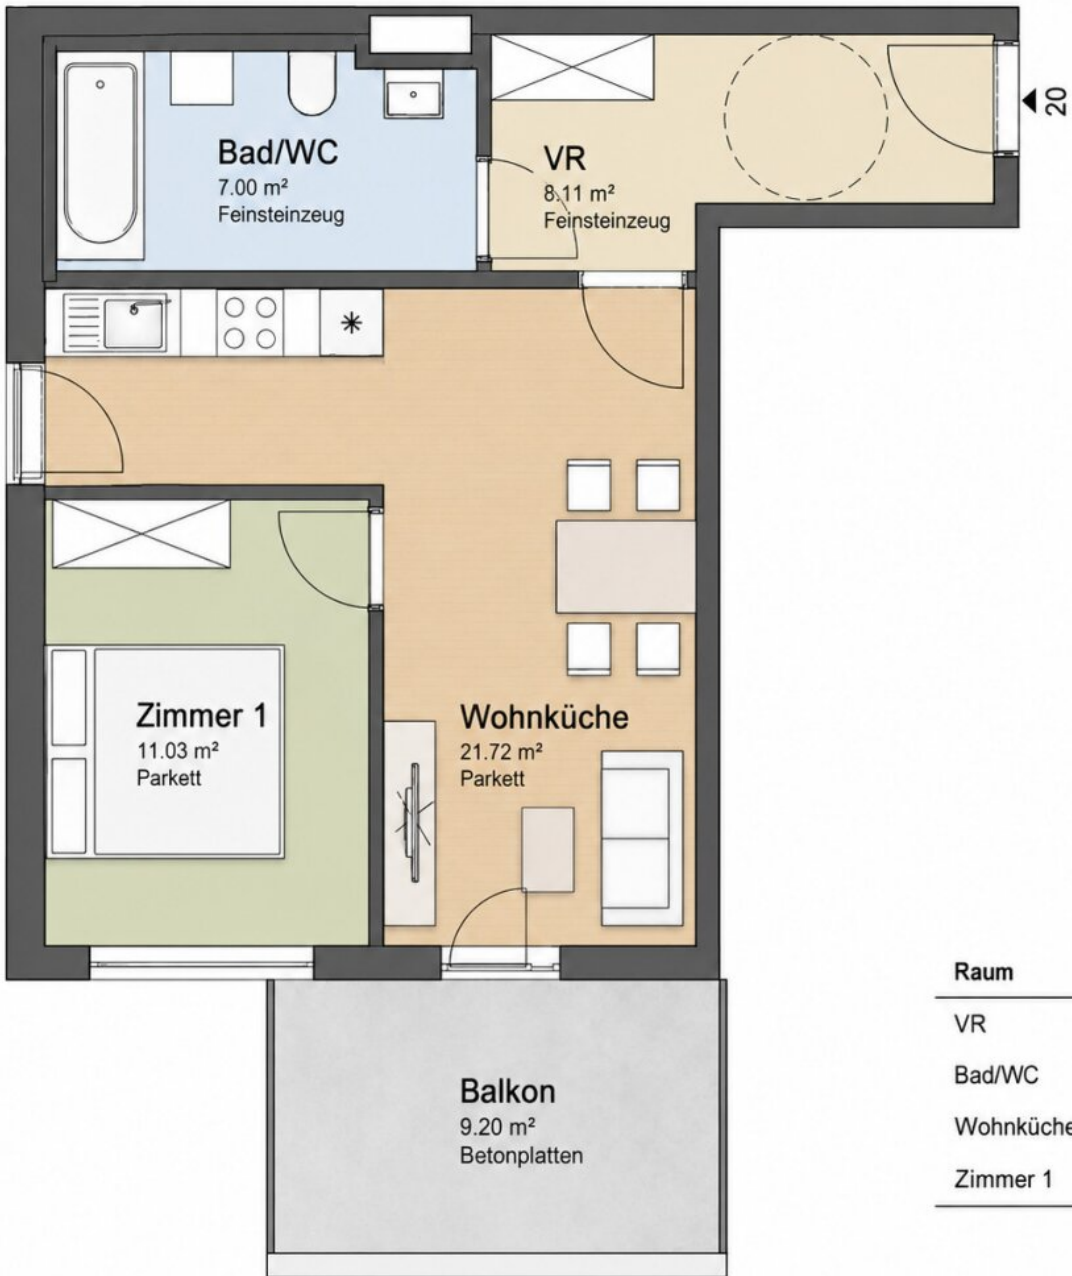 Bad/WC
7.00 m²
Feinsteinzeug
VR
8.11 m²
Feinsteinzeug
20
Zimmer 1
11.03 m²
Parkett
Wohnküche
21.72 m²
Parkett
Balkon
9.20 m²
Betonplatten
Raum
VR
Bad/WC
Wohnküche
Zimmer 1